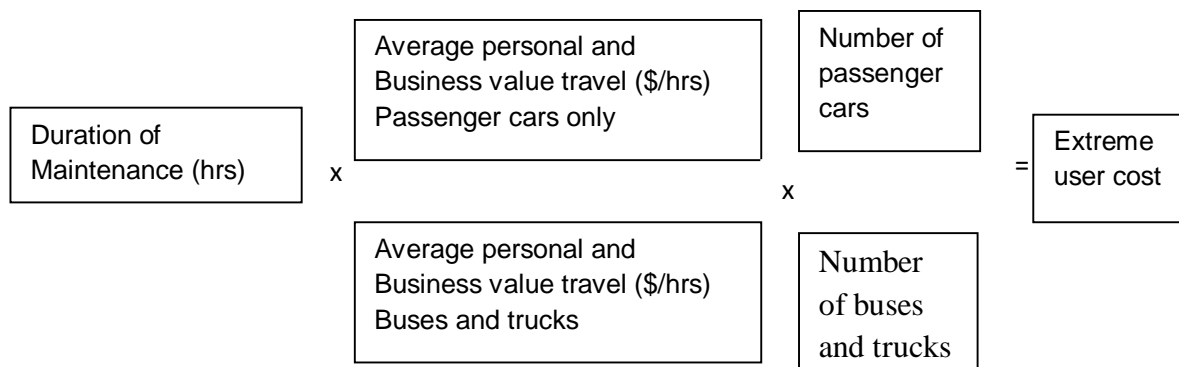 Duration of
Maintenance (hrs)
x
Average personal and
Business value travel ($/hrs)
Passenger cars only
Average personal and
Business value travel ($/hrs)
Buses and trucks
x
Number of
passenger
cars
Number
of buses
and trucks
=
Extreme
user cost